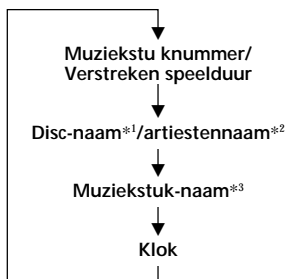 Muziekstu knummer/
Verstreken speelduur
Disc-naam*1/artiestennaam*2
Muziekstuk-naam*3
Klok